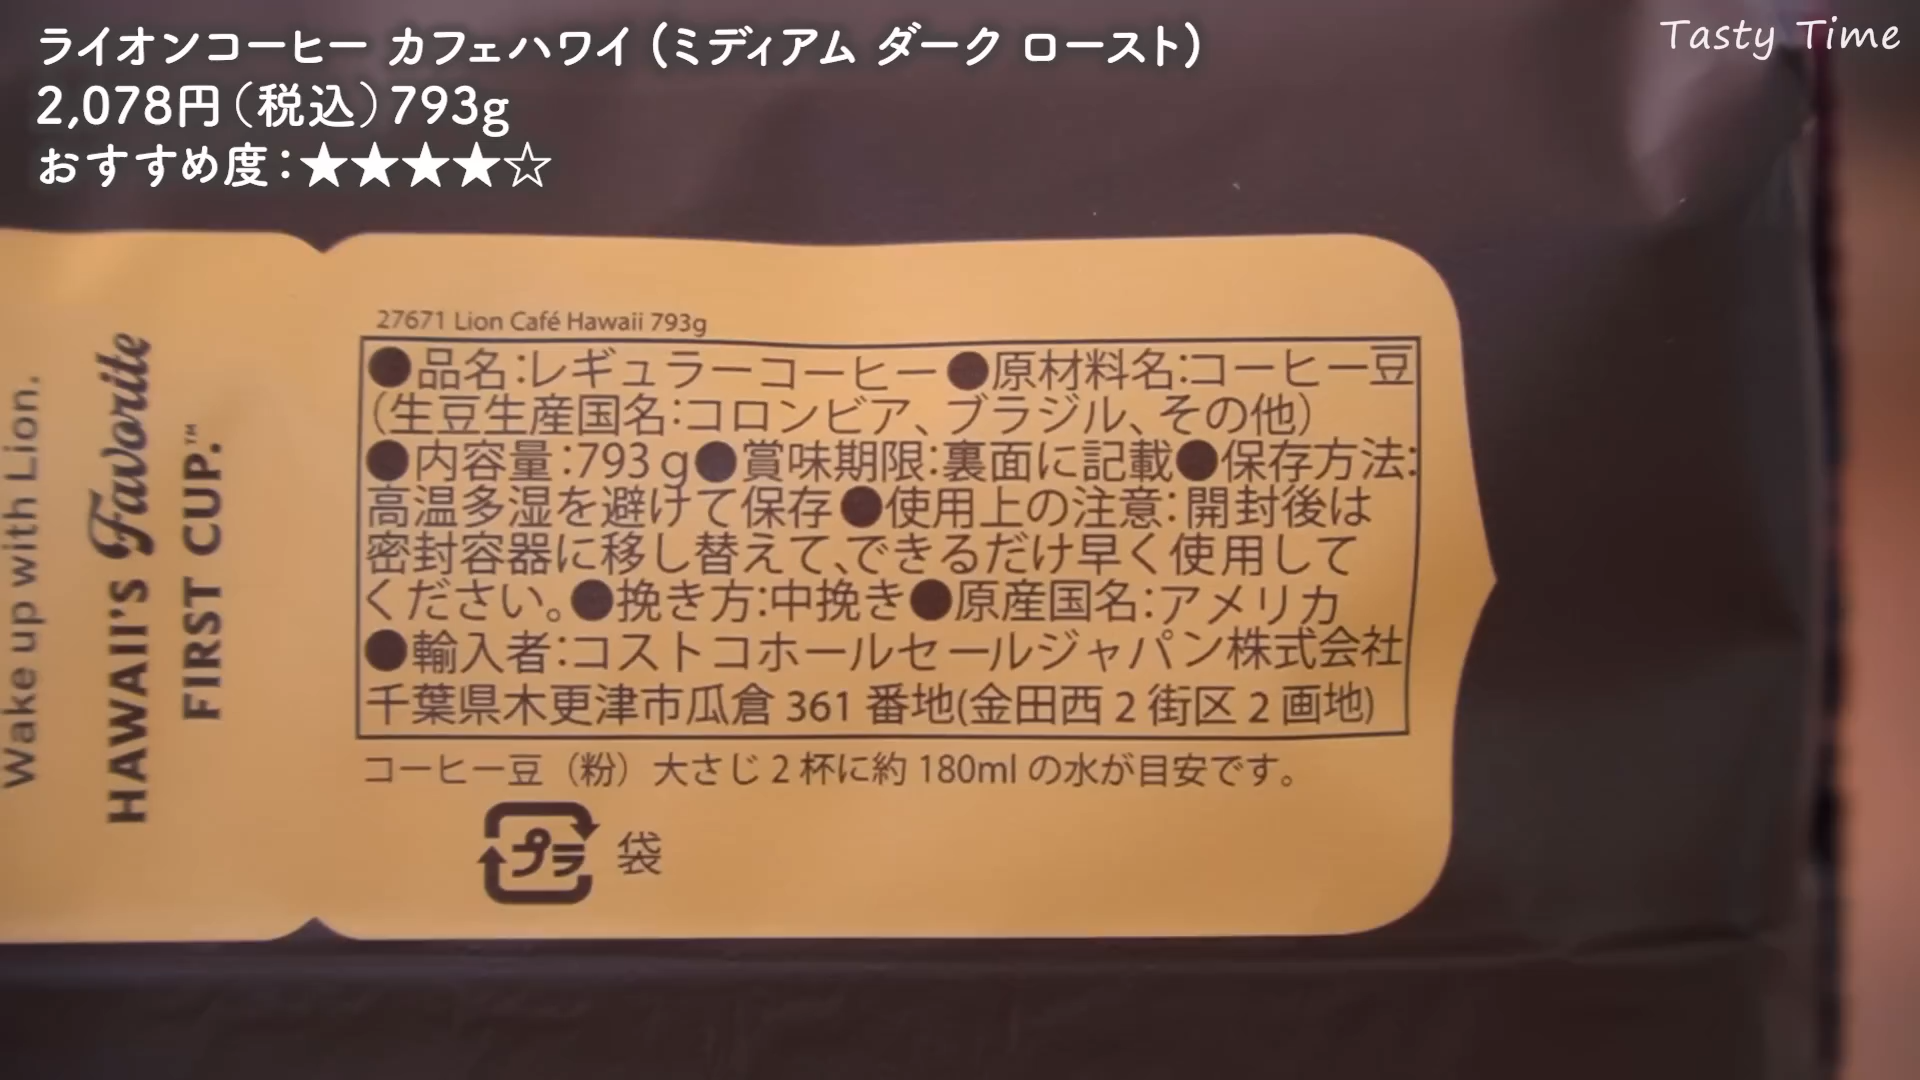 ライオンコーヒー カフェハワイ（ミディアム ダーク ロースト）
2,078円（税込）793g
おすすめ度：★★★★☆
Tasty Time
Wake up with Lion.
HAWAII'S Favorite
FIRST CUP.™
27671 Lion Café Hawaii 793g
●品名：レギュラーコーヒー●原材料名：コーヒー豆
（生豆生産国名：コロンビア、ブラジル、その他）
●内容量：793g●賞味期限：裏面に記載●保存方法：
高温多湿を避けて保存●使用上の注意：開封後は
密封容器に移し替えて、できるだけ早く使用して
ください。●挽き方：中挽き●原産国名：アメリカ
●輸入者：コストコホールセールジャパン株式会社
千葉県木更津市瓜倉 361 番地(金田西 2 街区 2 画地)
コーヒー豆（粉）大さじ 2 杯に約 180ml の水が目安です。
プラ 袋